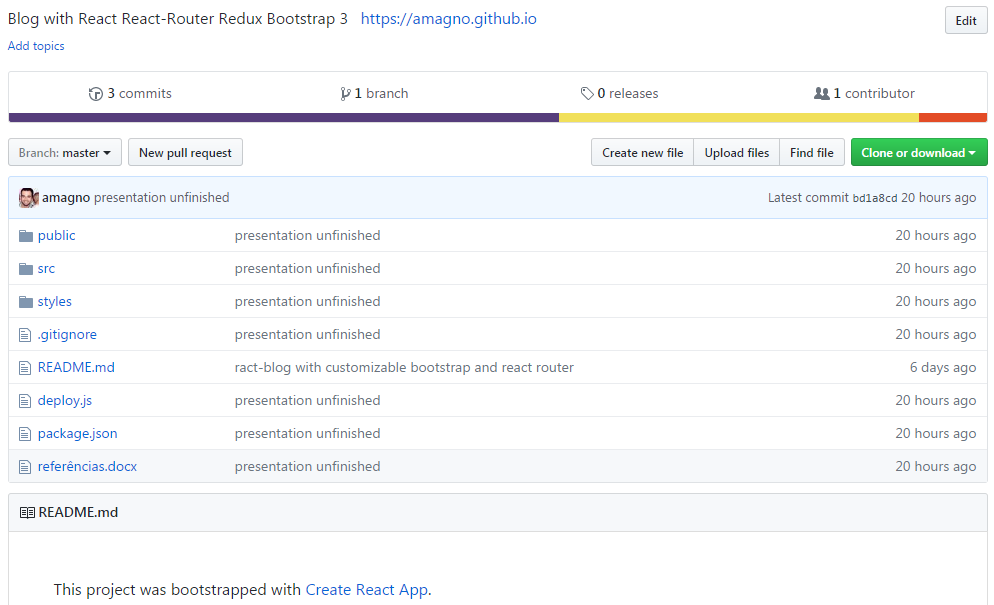 Blog with React React-Router Redux Bootstrap 3 https://amagno.github.io
Edit
Add topics
3 commits 1 branch 0 releases 1 contributor
Branch: master New pull request Create new file Upload files Find file Clone or download
amagno presentation unfinished Latest commit bd1a8cd 20 hours ago
public presentation unfinished 20 hours ago
src presentation unfinished 20 hours ago
styles presentation unfinished 20 hours ago
.gitignore presentation unfinished 20 hours ago
README.md ract-blog with customizable bootstrap and react router 6 days ago
deploy.js presentation unfinished 20 hours ago
package.json presentation unfinished 20 hours ago
referências.docx presentation unfinished 20 hours ago
README.md
This project was bootstrapped with Create React App.